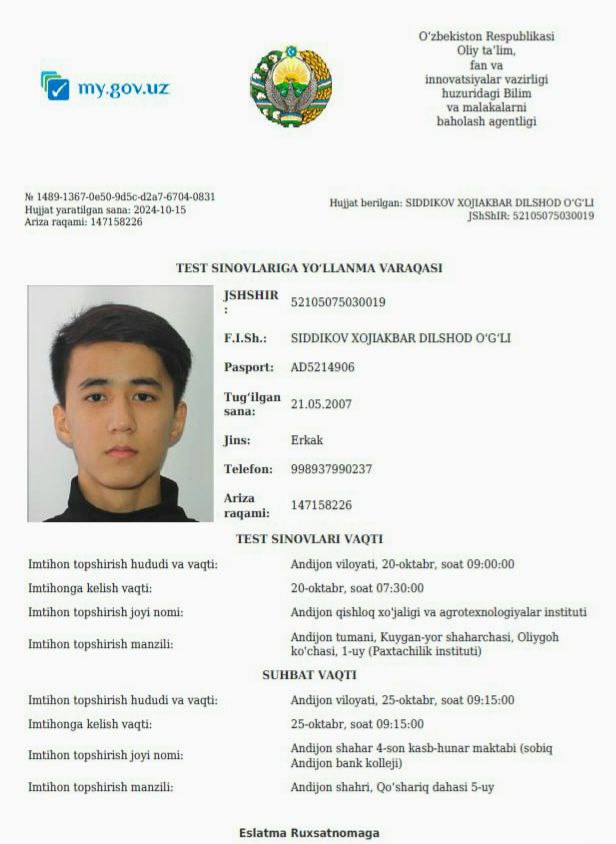 my.gov.uz
O‘zbekiston Respublikasi
Oliy ta’lim,
fan va
innovatsiyalar vazirligi
huzuridagi Bilim
va malakalarni
baholash agentligi
№ 1489-1367-0e50-9d5c-d2a7-6704-0831
Hujjat yaratilgan sana: 2024-10-15
Ariza raqami: 147158226
Hujjat berilgan: SIDDIKOV XOJIAKBAR DILSHOD O‘G‘LI
JShShIR: 52105075030019
TEST SINOVLARIGA YO‘LLANMA VARAQASI
JSHSHIR : 52105075030019
F.I.Sh.: SIDDIKOV XOJIAKBAR DILSHOD O‘G‘LI
Pasport: AD5214906
Tug‘ilgan sana: 21.05.2007
Jins: Erkak
Telefon: 998937990237
Ariza raqami: 147158226
TEST SINOVLARI VAQTI
Imtihon topshirish hududi va vaqti: Andijon viloyati, 20-oktabr, soat 09:00:00
Imtihonga kelish vaqti: 20-oktabr, soat 07:30:00
Imtihon topshirish joyi nomi: Andijon qishloq xo'jaligi va agrotexnologiyalar instituti
Imtihon topshirish manzili: Andijon tumani, Kuygan-yor shaharchasi, Oliygoh
ko'chasi, 1-uy (Paxtachilik instituti)
SUHBAT VAQTI
Imtihon topshirish hududi va vaqti: Andijon viloyati, 25-oktabr, soat 09:15:00
Imtihonga kelish vaqti: 25-oktabr, soat 09:15:00
Imtihon topshirish joyi nomi: Andijon shahar 4-son kasb-hunar maktabi (sobiq
Andijon bank kolleji)
Imtihon topshirish manzili: Andijon shahri, Qo‘shariq dahasi 5-uy
Eslatma Ruxsatnomaga